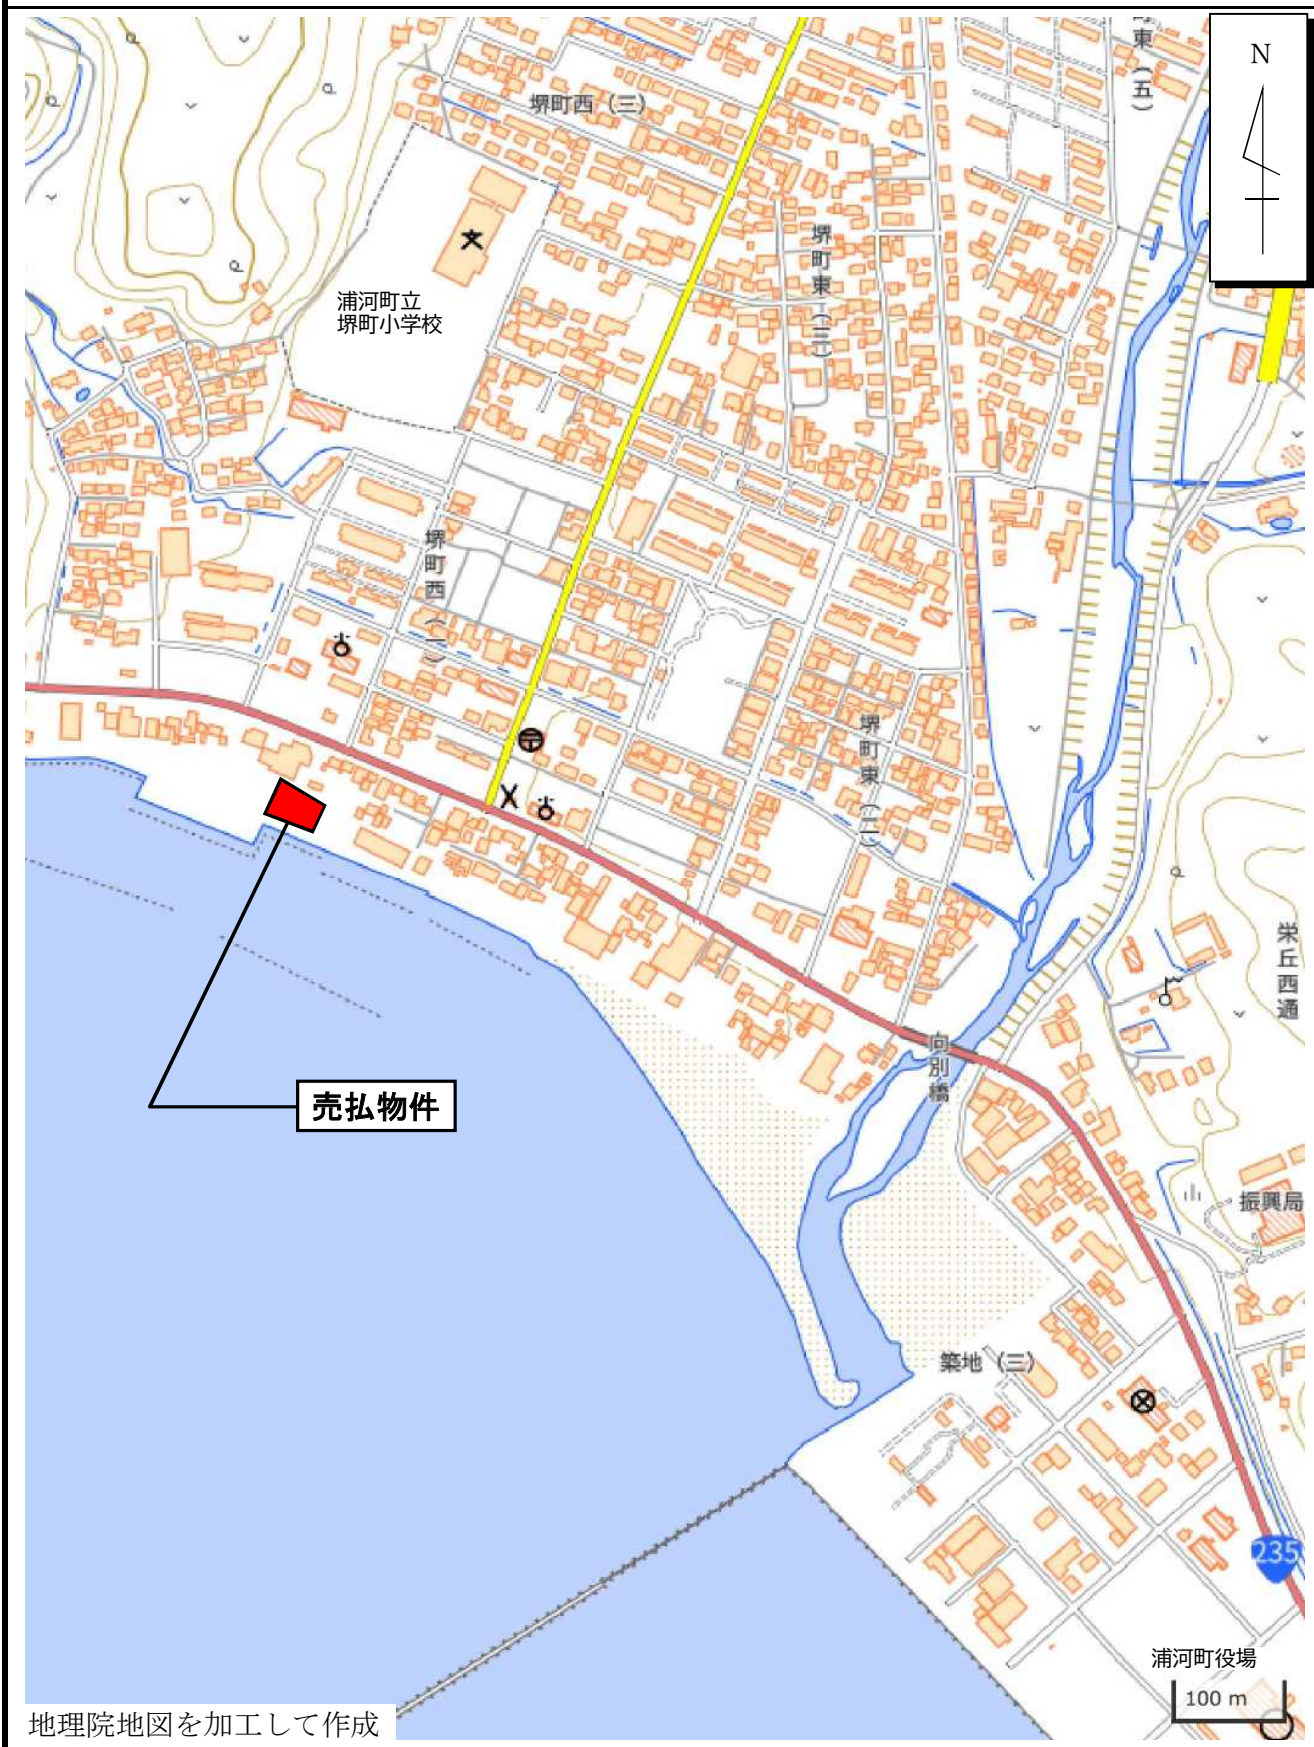 東(五)
N
堺町西(三)
堺町東(三)
浦河町立
堺町小学校
堺町西(一)
堺町東(二)
栄丘西通
向別橋
売払物件
振興局
築地(三)
235
浦河町役場
100 m
地理院地図を加工して作成